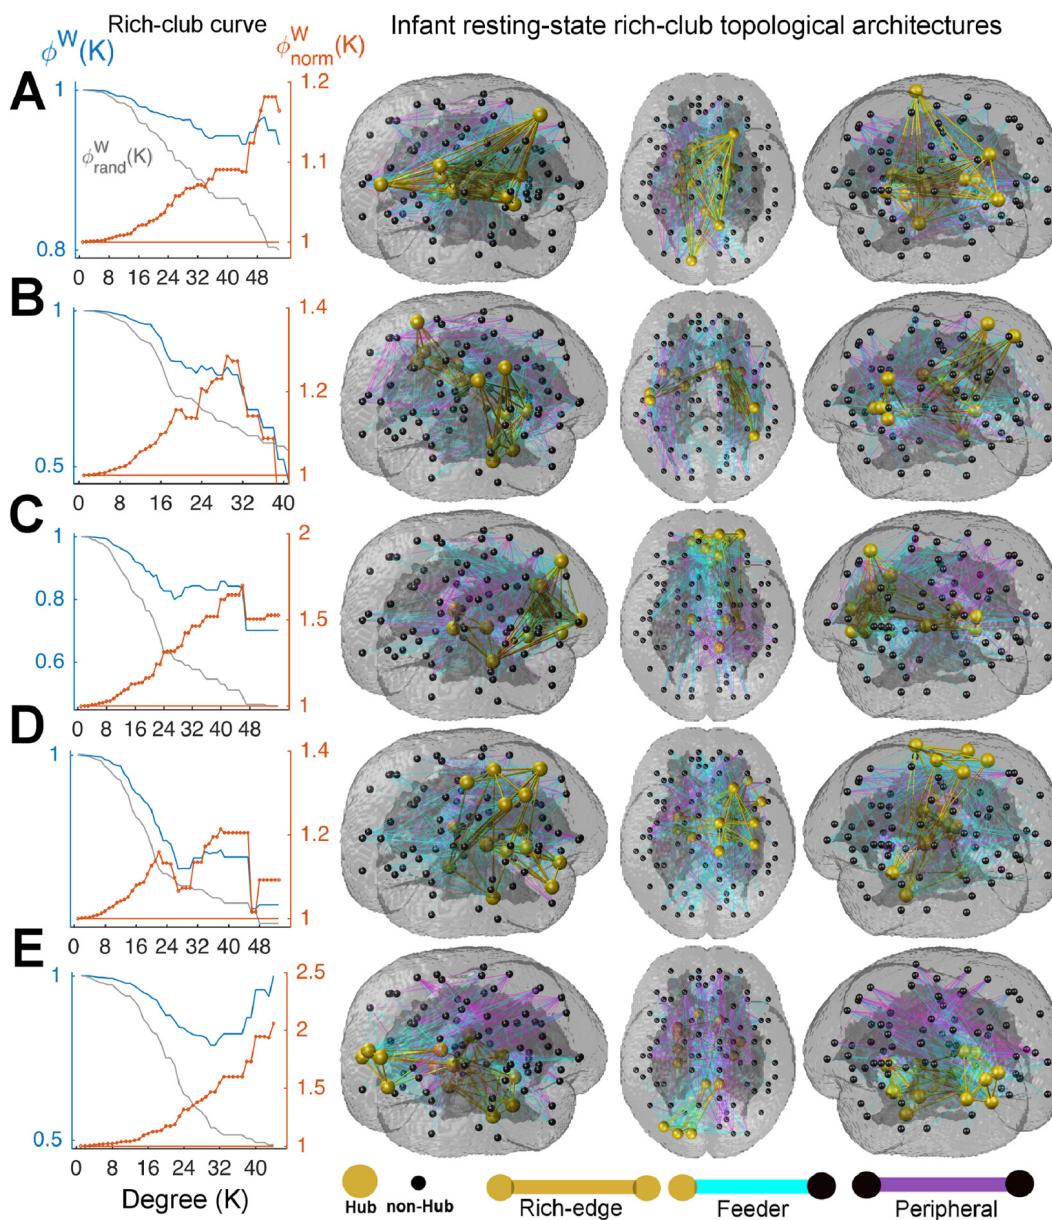 Rich-club curve
Infant resting-state rich-club topological architectures
ϕ^W(K)
ϕ^W_norm(K)
A
1
0.8
ϕ^W_rand(K)
1.2
1.1
1
0 8 16 24 32 40 48
B
1
0.5
1.4
1.2
1
0 8 16 24 32 40
C
1
0.8
0.6
2
1.5
1
0 8 16 24 32 40 48
D
1
1.4
1.2
1
0 8 16 24 32 40 48
E
1
0.5
2.5
2
1.5
1
0 8 16 24 32 40
Degree (K)
Hub non-Hub Rich-edge Feeder Peripheral